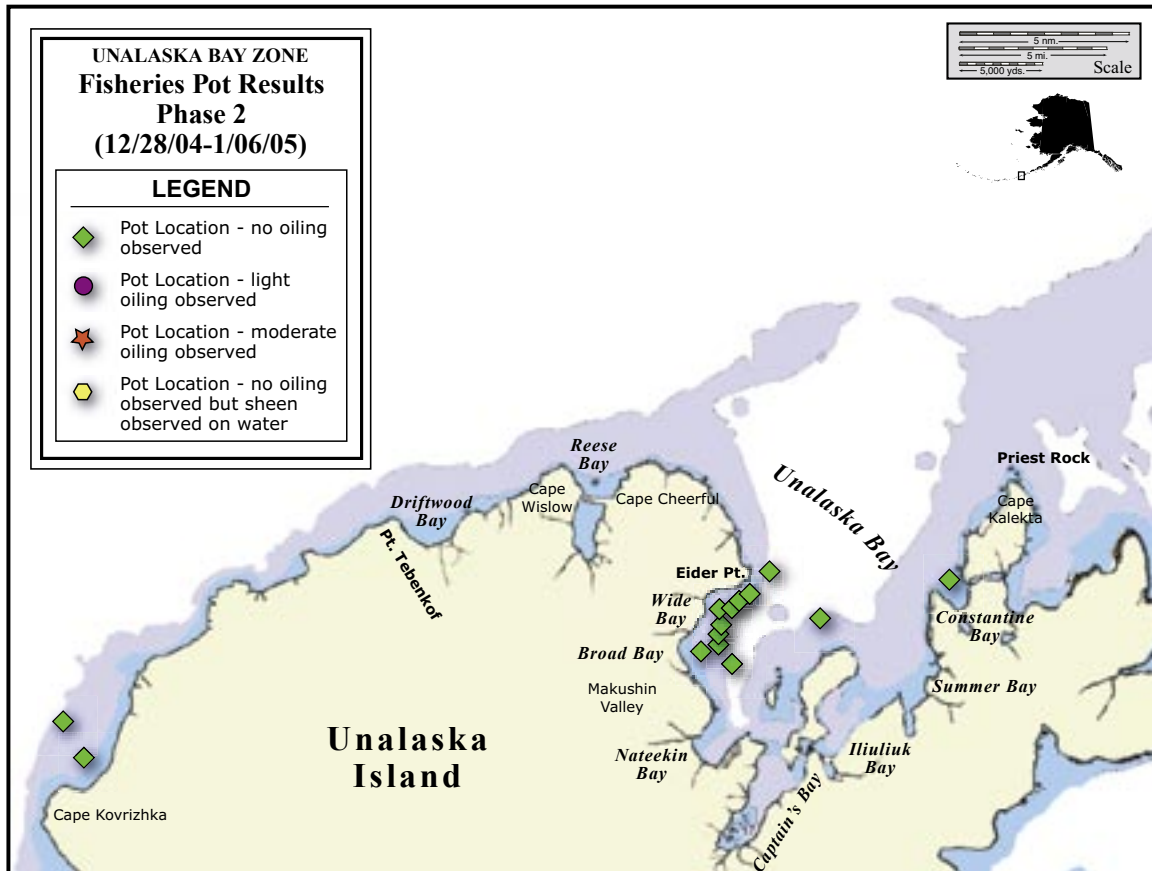 UNALASKA BAY ZONE
Fisheries Pot Results
Phase 2
(12/28/04-1/06/05)
LEGEND
Pot Location - no oiling
observed
Pot Location - light
oiling observed
Pot Location - moderate
oiling observed
Pot Location - no oiling
observed but sheen
observed on water
5 nm.
5 mi.
5,000 yds.
Scale
Reese
Bay
Driftwood
Bay
Cape
Wislow
Cape Cheerful
Pt. Tebenkof
Unalaska Bay
Priest Rock
Cape
Kalekta
Eider Pt.
Wide
Bay
Broad Bay
Constantine
Bay
Makushin
Valley
Summer Bay
Unalaska
Island
Nateekin
Bay
Iliuliuk
Bay
Captain's Bay
Cape Kovrizhka